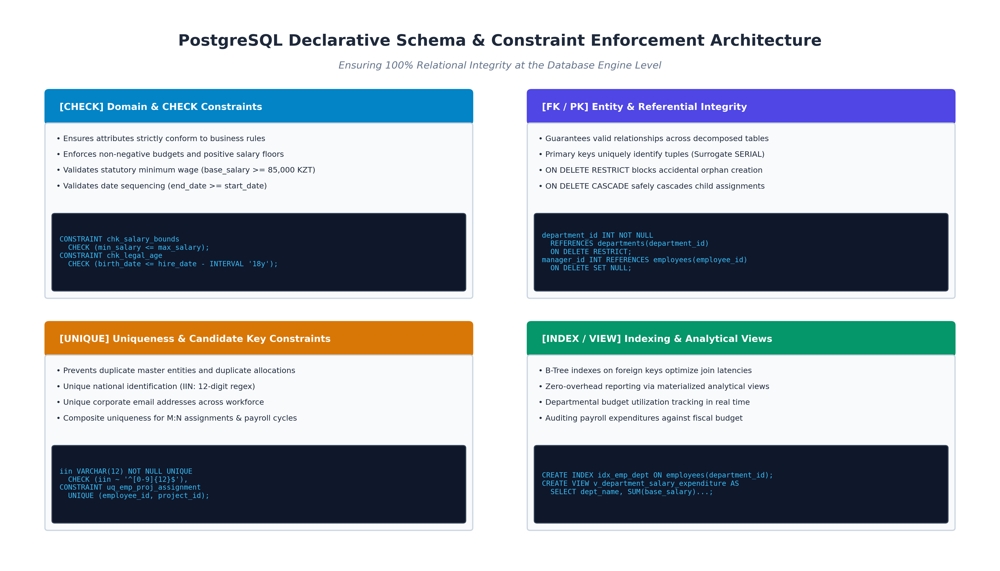 PostgreSQL Declarative Schema & Constraint Enforcement Architecture
Ensuring 100% Relational Integrity at the Database Engine Level
[CHECK] Domain & CHECK Constraints
• Ensures attributes strictly conform to business rules
• Enforces non-negative budgets and positive salary floors
• Validates statutory minimum wage (base_salary >= 85,000 KZT)
• Validates date sequencing (end_date >= start_date)
CONSTRAINT chk_salary_bounds
  CHECK (min_salary <= max_salary);
CONSTRAINT chk_legal_age
  CHECK (birth_date <= hire_date - INTERVAL '18y');
[FK / PK] Entity & Referential Integrity
• Guarantees valid relationships across decomposed tables
• Primary keys uniquely identify tuples (Surrogate SERIAL)
• ON DELETE RESTRICT blocks accidental orphan creation
• ON DELETE CASCADE safely cascades child assignments
department_id INT NOT NULL
  REFERENCES departments(department_id)
  ON DELETE RESTRICT;
manager_id INT REFERENCES employees(employee_id)
  ON DELETE SET NULL;
[UNIQUE] Uniqueness & Candidate Key Constraints
• Prevents duplicate master entities and duplicate allocations
• Unique national identification (IIN: 12-digit regex)
• Unique corporate email addresses across workforce
• Composite uniqueness for M:N assignments & payroll cycles
iin VARCHAR(12) NOT NULL UNIQUE
  CHECK (iin ~ '^[0-9]{12}$'),
CONSTRAINT uq_emp_proj_assignment
  UNIQUE (employee_id, project_id);
[INDEX / VIEW] Indexing & Analytical Views
• B-Tree indexes on foreign keys optimize join latencies
• Zero-overhead reporting via materialized analytical views
• Departmental budget utilization tracking in real time
• Auditing payroll expenditures against fiscal budget
CREATE INDEX idx_emp_dept ON employees(department_id);
CREATE VIEW v_department_salary_expenditure AS
  SELECT dept_name, SUM(base_salary)...;